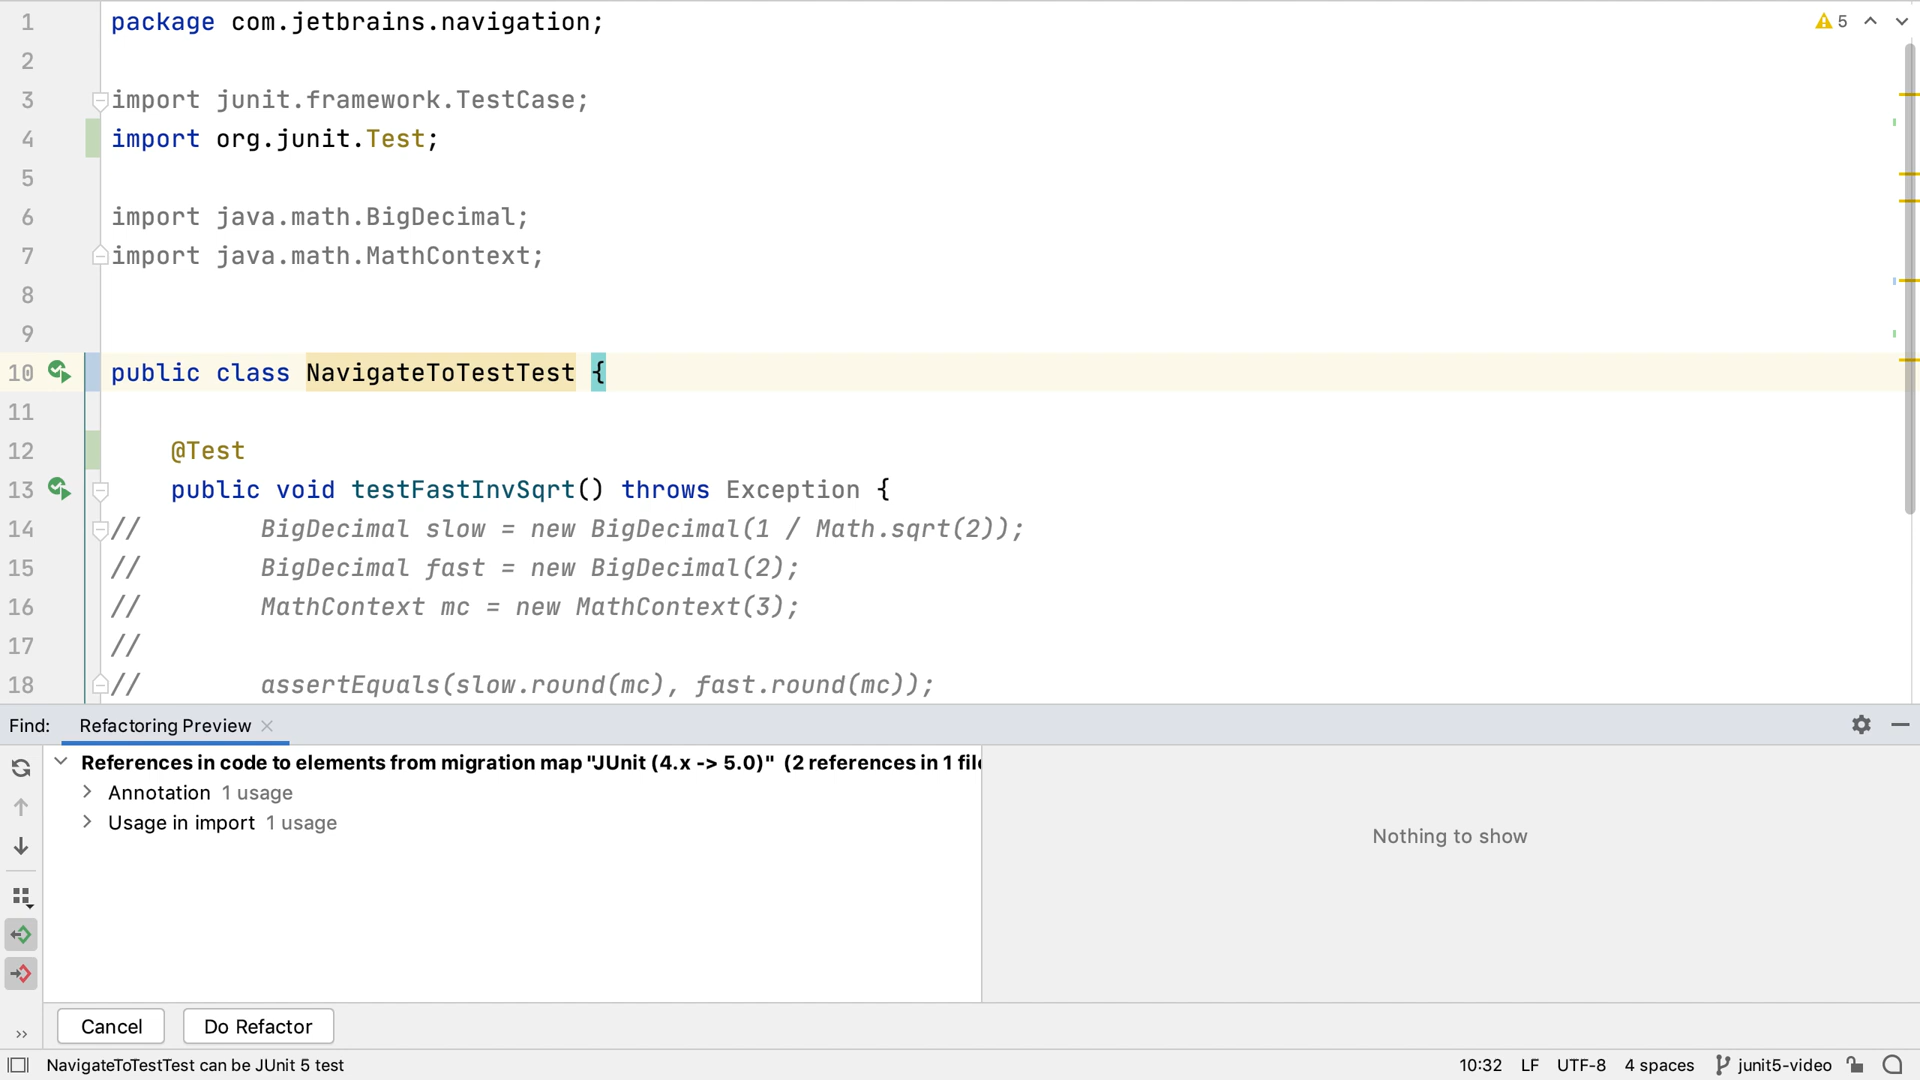 1 package com.jetbrains.navigation;
5
2
3 import junit.framework.TestCase;
4 import org.junit.Test;
5
6 import java.math.BigDecimal;
7 import java.math.MathContext;
8
9
10 public class NavigateToTestTest {
11
12 @Test
13 public void testFastInvSqrt() throws Exception {
14 // BigDecimal slow = new BigDecimal(1 / Math.sqrt(2));
15 // BigDecimal fast = new BigDecimal(2);
16 // MathContext mc = new MathContext(3);
17 //
18 // assertEquals(slow.round(mc), fast.round(mc));
Find: Refactoring Preview
References in code to elements from migration map "JUnit (4.x -> 5.0)" (2 references in 1 fil
Annotation 1 usage
Usage in import 1 usage
Nothing to show
Cancel Do Refactor
NavigateToTestTest can be JUnit 5 test 10:32 LF UTF-8 4 spaces junit5-video